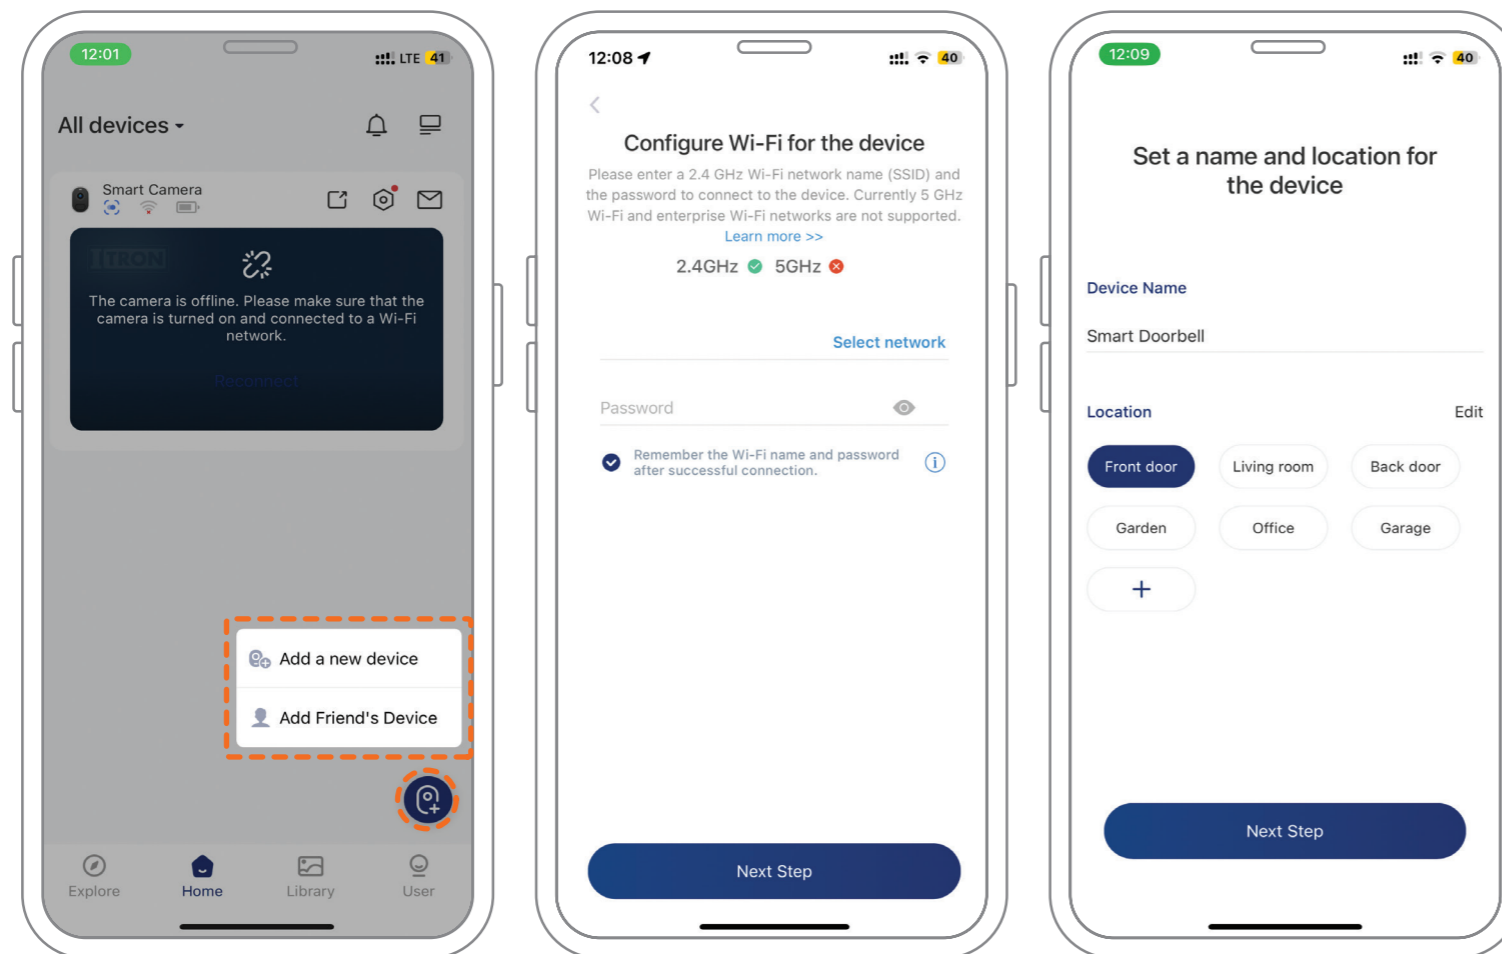 12:01
LTE 41
All devices
Smart Camera
ITRON
The camera is offline. Please make sure that the
camera is turned on and connected to a Wi-Fi
network.
Reconnect
Add a new device
Add Friend's Device
Explore
Home
Library
User
12:08
40
Configure Wi-Fi for the device
Please enter a 2.4 GHz Wi-Fi network name (SSID) and
the password to connect to the device. Currently 5 GHz
Wi-Fi and enterprise Wi-Fi networks are not supported.
Learn more >>
2.4GHz 5GHz
Select network
Password
Remember the Wi-Fi name and password
after successful connection.
Next Step
12:09
40
Set a name and location for
the device
Device Name
Smart Doorbell
Location Edit
Front door Living room Back door
Garden Office Garage
+
Next Step